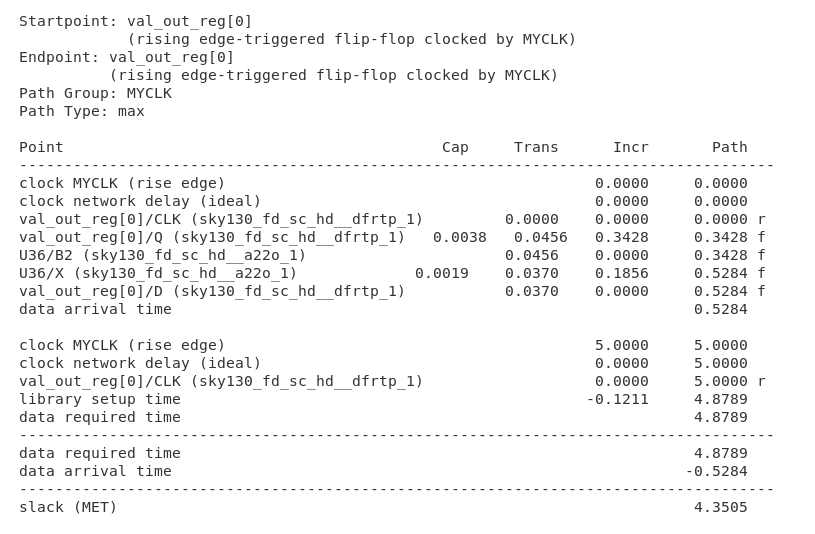 Startpoint: val_out_reg[0]
            (rising edge-triggered flip-flop clocked by MYCLK)
Endpoint: val_out_reg[0]
          (rising edge-triggered flip-flop clocked by MYCLK)
Path Group: MYCLK
Path Type: max

Point                                          Cap     Trans      Incr       Path
------------------------------------------------------------------------------------
clock MYCLK (rise edge)                                         0.0000     0.0000
clock network delay (ideal)                                     0.0000     0.0000
val_out_reg[0]/CLK (sky130_fd_sc_hd__dfrtp_1)         0.0000    0.0000     0.0000 r
val_out_reg[0]/Q (sky130_fd_sc_hd__dfrtp_1)   0.0038   0.0456   0.3428     0.3428 f
U36/B2 (sky130_fd_sc_hd__a22o_1)                      0.0456    0.0000     0.3428 f
U36/X (sky130_fd_sc_hd__a22o_1)             0.0019    0.0370    0.1856     0.5284 f
val_out_reg[0]/D (sky130_fd_sc_hd__dfrtp_1)           0.0370    0.0000     0.5284 f
data arrival time                                                          0.5284

clock MYCLK (rise edge)                                         5.0000     5.0000
clock network delay (ideal)                                     0.0000     5.0000
val_out_reg[0]/CLK (sky130_fd_sc_hd__dfrtp_1)                   0.0000     5.0000 r
library setup time                                             -0.1211     4.8789
data required time                                                         4.8789
------------------------------------------------------------------------------------
data required time                                                         4.8789
data arrival time                                                         -0.5284
------------------------------------------------------------------------------------
slack (MET)                                                                4.3505